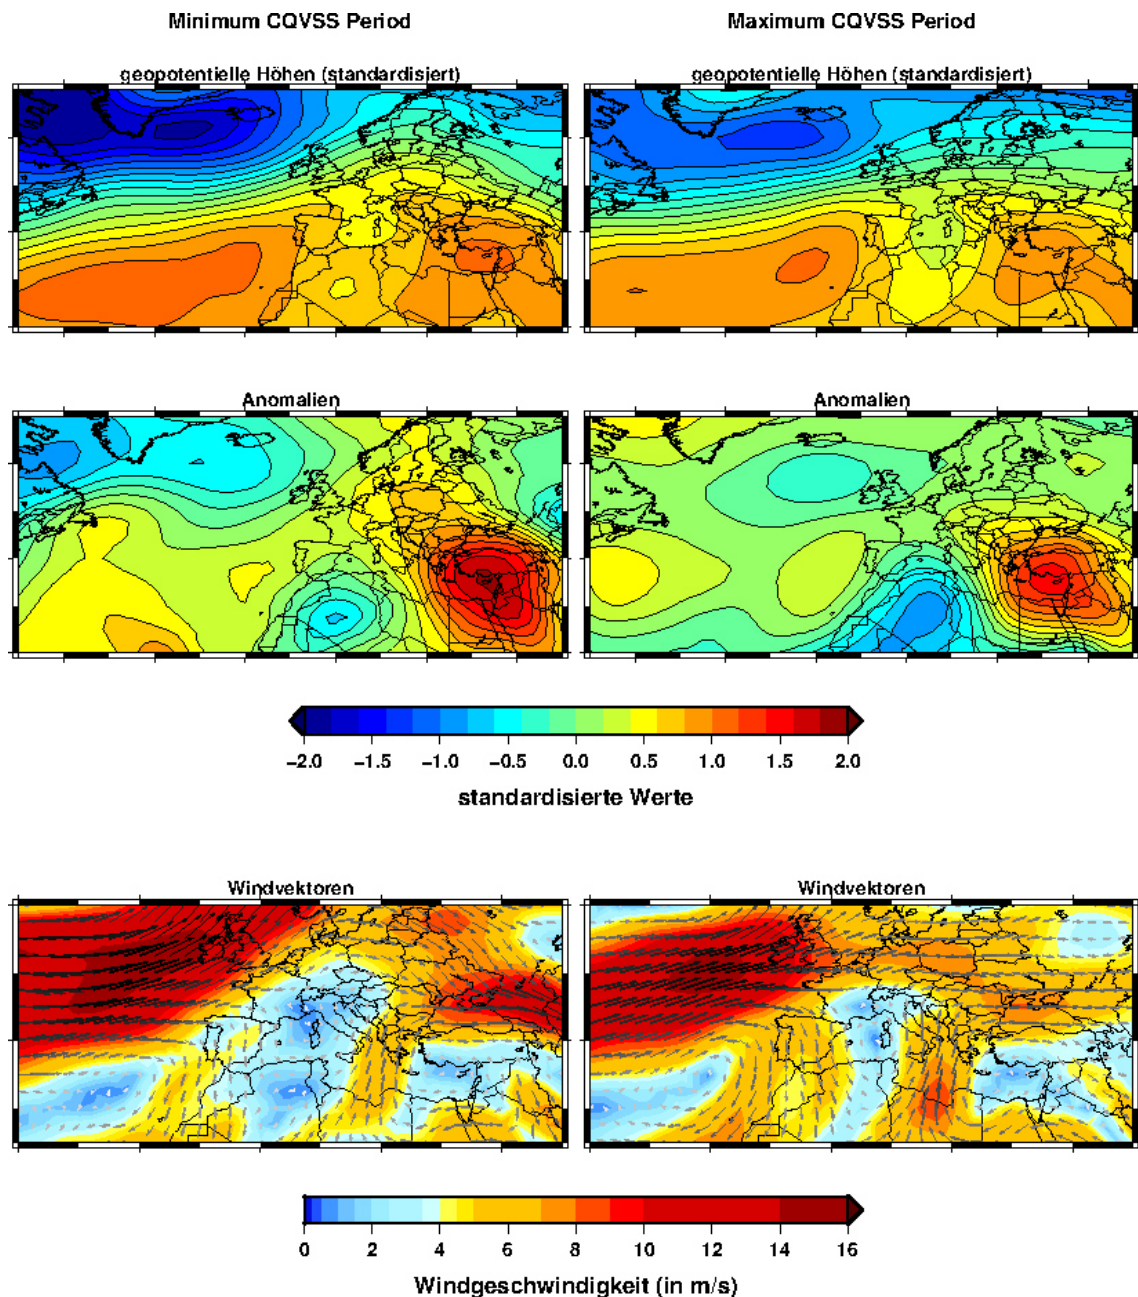 Minimum CQVSS Period
Maximum CQVSS Period
geopotentielle Höhen (standardisiert)
geopotentielle Höhen (standardisiert)
Anomalien
Anomalien
−2.0 −1.5 −1.0 −0.5 0.0 0.5 1.0 1.5 2.0
standardisierte Werte
Windvektoren
Windvektoren
0 2 4 6 8 10 12 14 16
Windgeschwindigkeit (in m/s)